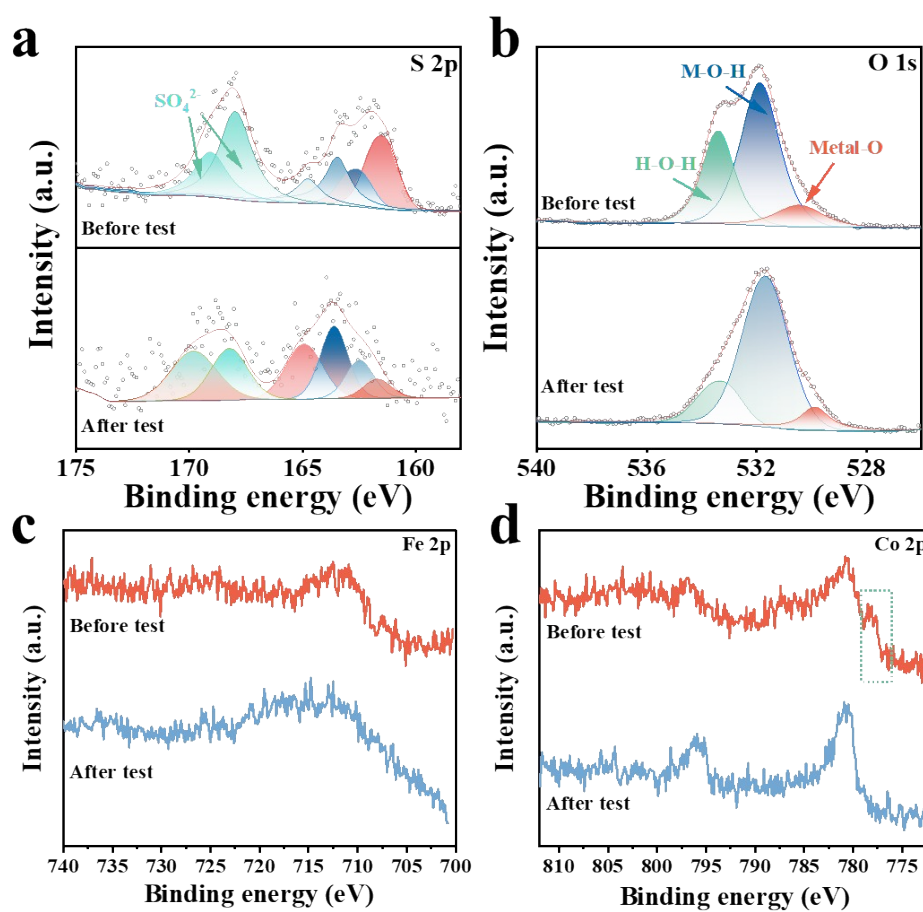 a
S 2p
SO₄²⁻
Before test
After test
Intensity (a.u.)
175 170 165 160
Binding energy (eV)
b
O 1s
M-O-H
H-O-H
Metal-O
Before test
After test
Intensity (a.u.)
540 536 532 528
Binding energy (eV)
c
Fe 2p
Before test
After test
Intensity (a.u.)
740 735 730 725 720 715 710 705 700
Binding energy (eV)
d
Co 2p
Before test
After test
Intensity (a.u.)
810 805 800 795 790 785 780 775
Binding energy (eV)